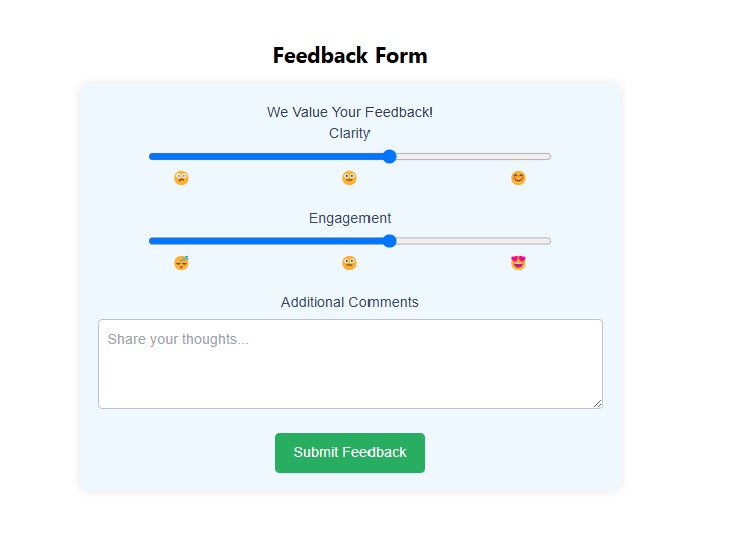 Feedback Form
We Value Your Feedback!
Clarity
Engagement
Additional Comments
Share your thoughts...
Submit Feedback